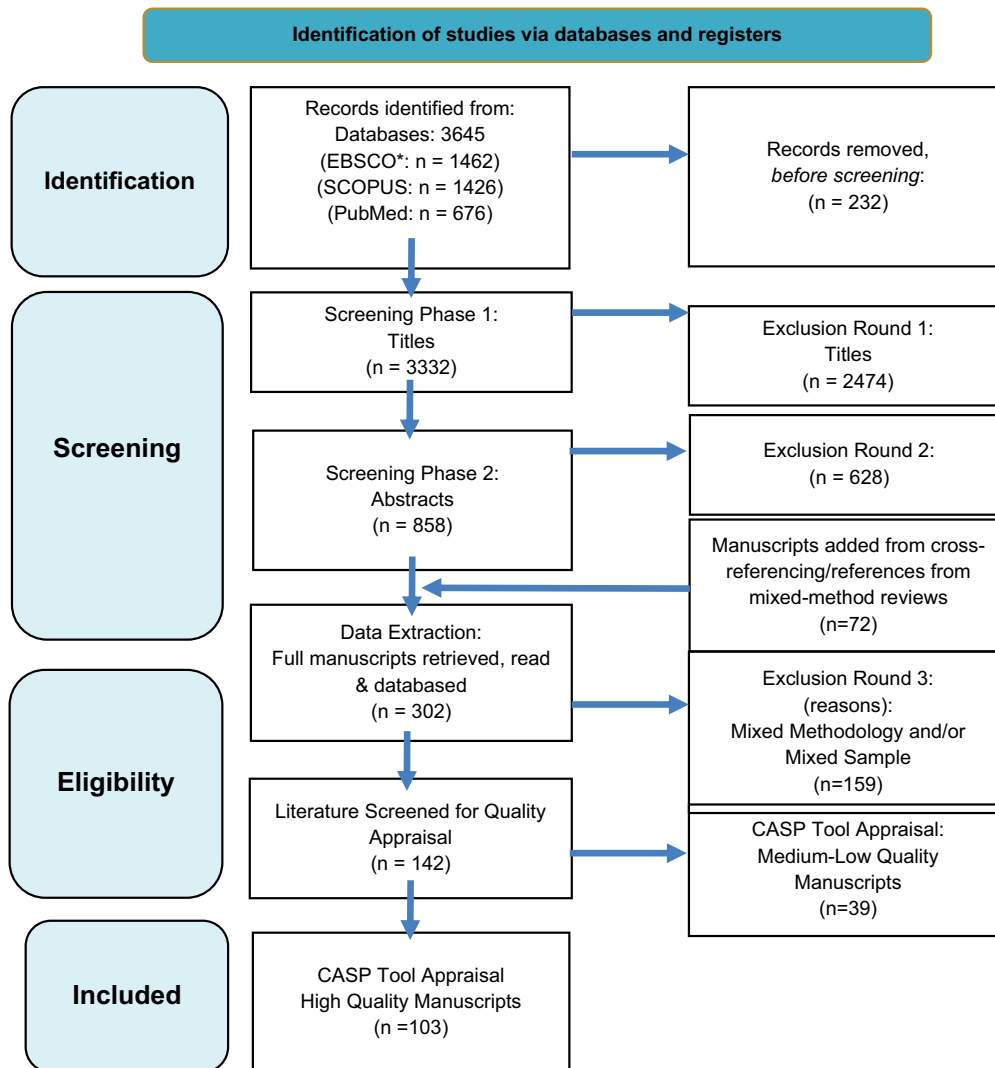 Identification of studies via databases and registers
Identification
Records identified from:
Databases: 3645
(EBSCO*: n = 1462)
(SCOPUS: n = 1426)
(PubMed: n = 676)
Records removed,
before screening:
(n = 232)
Screening
Screening Phase 1:
Titles
(n = 3332)
Exclusion Round 1:
Titles
(n = 2474)
Screening Phase 2:
Abstracts
(n = 858)
Exclusion Round 2:
(n = 628)
Manuscripts added from cross-
referencing/references from
mixed-method reviews
(n=72)
Eligibility
Data Extraction:
Full manuscripts retrieved, read
& databased
(n = 302)
Exclusion Round 3:
(reasons):
Mixed Methodology and/or
Mixed Sample
(n=159)
Literature Screened for Quality
Appraisal
(n = 142)
CASP Tool Appraisal:
Medium-Low Quality
Manuscripts
(n=39)
Included
CASP Tool Appraisal
High Quality Manuscripts
(n =103)